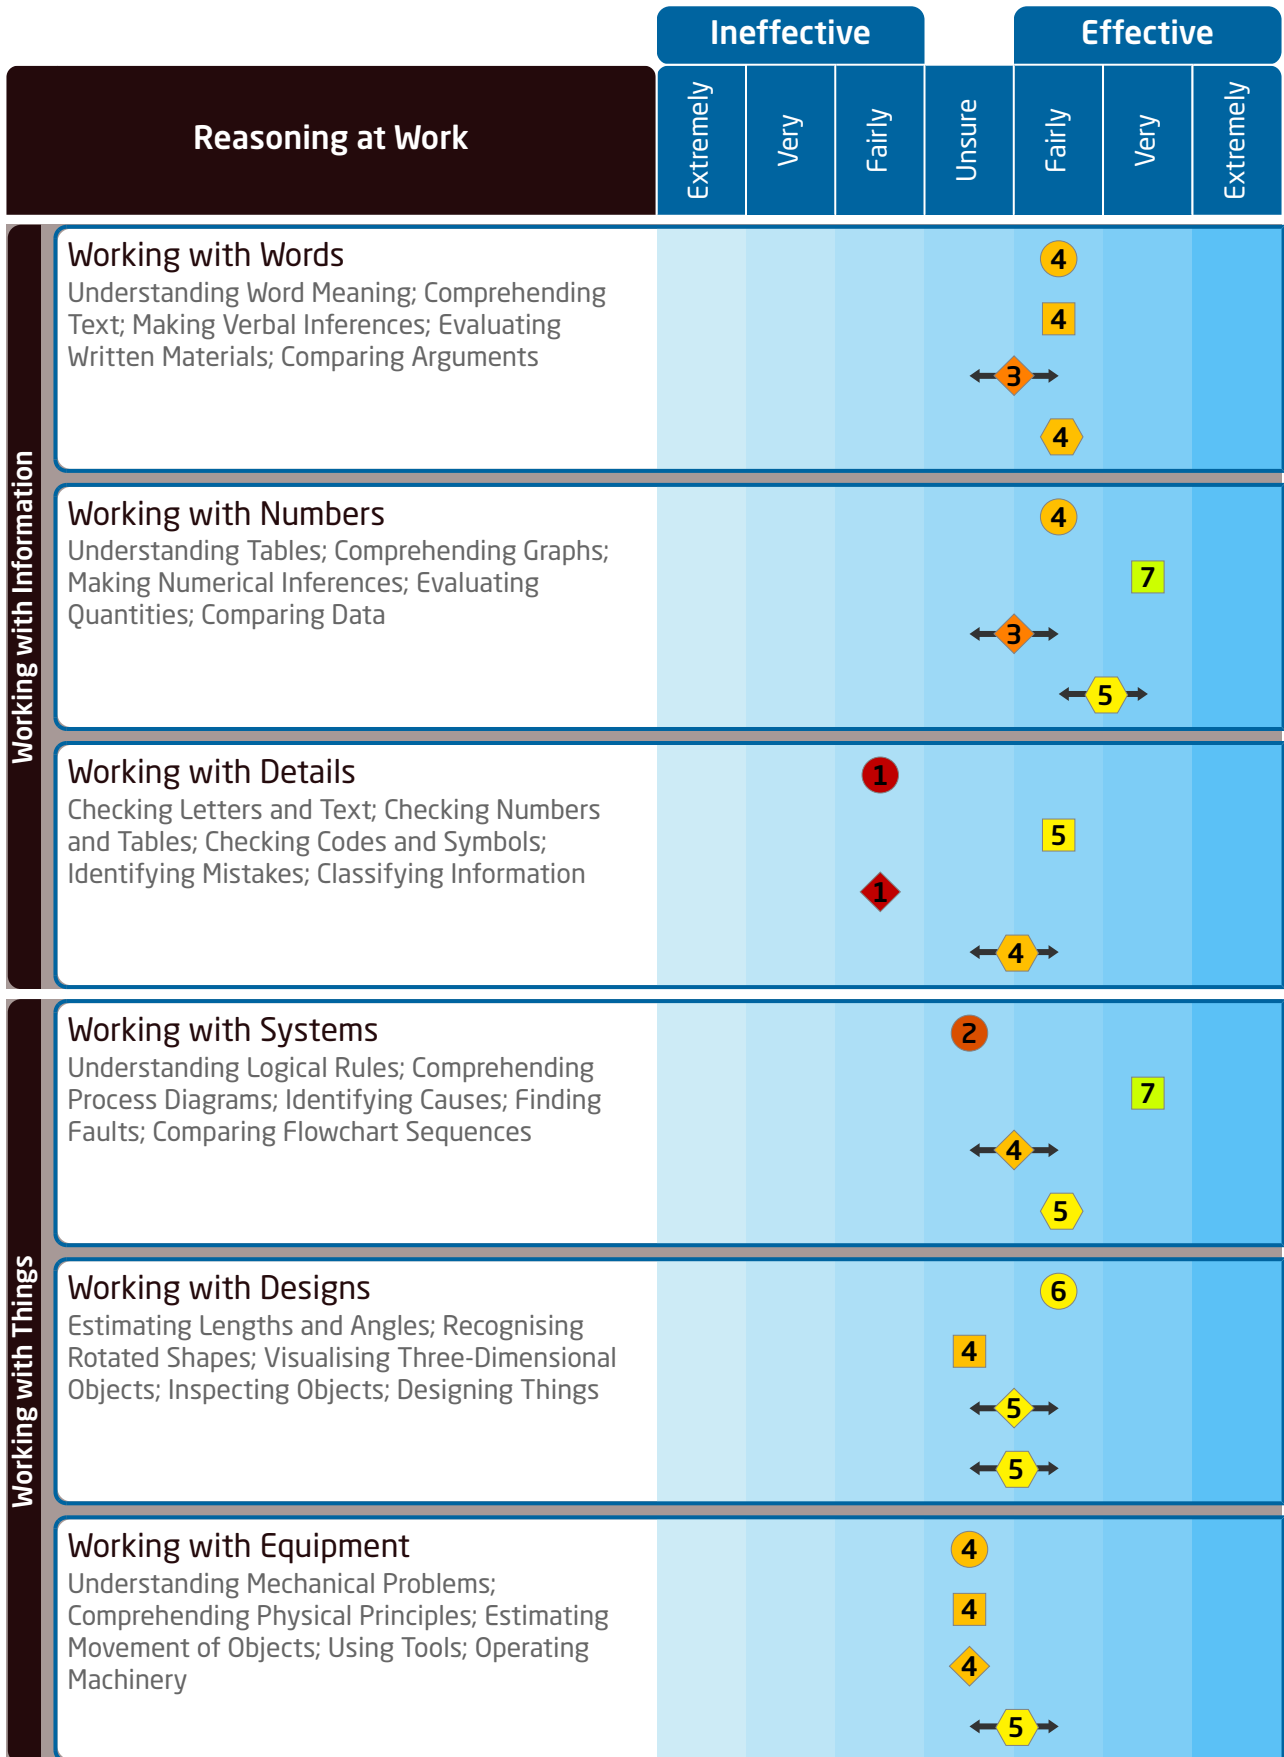 Ineffective
Effective
Reasoning at Work
Extremely
Very
Fairly
Unsure
Fairly
Very
Extremely
Working with Information
Working with Words
Understanding Word Meaning; Comprehending
Text; Making Verbal Inferences; Evaluating
Written Materials; Comparing Arguments
4
4
3
4
Working with Numbers
Understanding Tables; Comprehending Graphs;
Making Numerical Inferences; Evaluating
Quantities; Comparing Data
4
7
3
5
Working with Details
Checking Letters and Text; Checking Numbers
and Tables; Checking Codes and Symbols;
Identifying Mistakes; Classifying Information
1
5
1
4
Working with Things
Working with Systems
Understanding Logical Rules; Comprehending
Process Diagrams; Identifying Causes; Finding
Faults; Comparing Flowchart Sequences
2
7
4
5
Working with Designs
Estimating Lengths and Angles; Recognising
Rotated Shapes; Visualising Three-Dimensional
Objects; Inspecting Objects; Designing Things
6
4
5
5
Working with Equipment
Understanding Mechanical Problems;
Comprehending Physical Principles; Estimating
Movement of Objects; Using Tools; Operating
Machinery
4
4
4
5